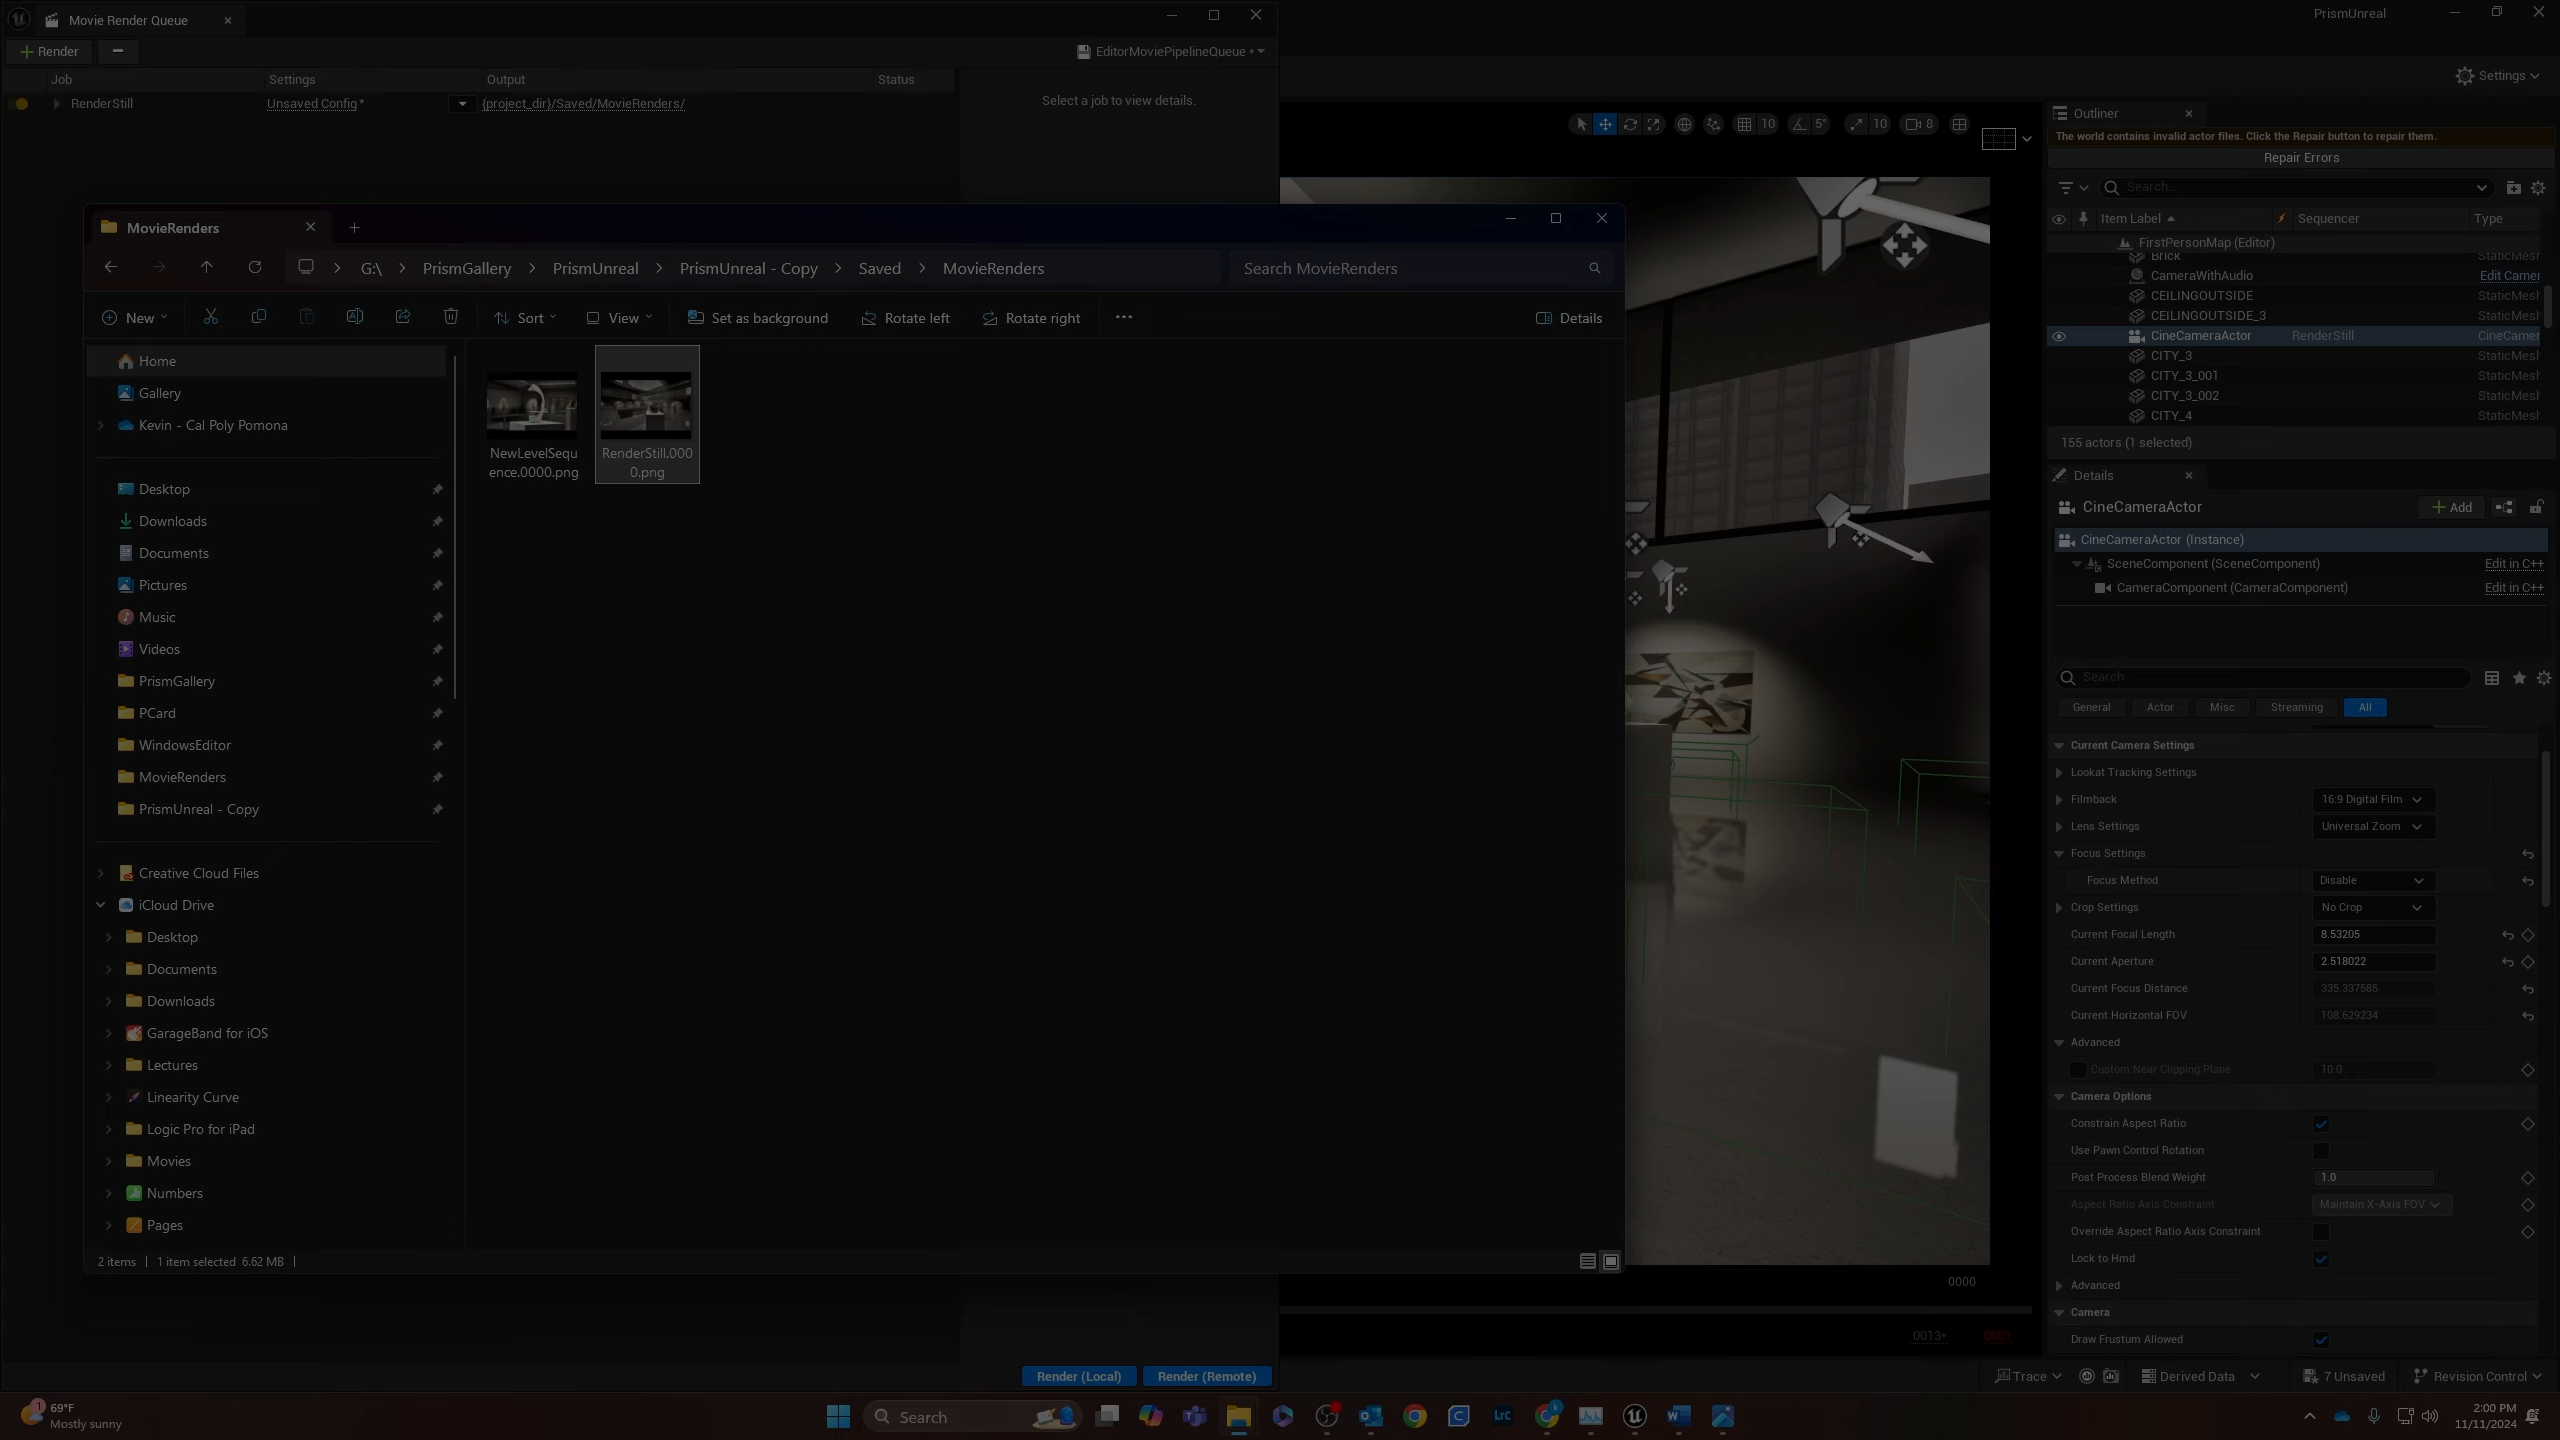 Movie Render Queue
PrismUnreal
Render
EditorMoviePipelineQueue •
Settings
Job
Settings
Output
Status
Select a job to view details.
RenderStill
Unsaved Config*
{project_dir}/Saved/MovieRenders/
10
5°
10
8
Outliner
The world contains invalid actor files. Click the Repair button to repair them.
Repair Errors
Search...
Item Label
Sequencer
Type
FirstPersonMap (Editor)
Brick
StaticMesh
CameraWithAudio
Edit Camer
CEILINGOUTSIDE
StaticMesh
CEILINGOUTSIDE_3
StaticMesh
CineCameraActor
RenderStill
CineCamer
CITY_3
StaticMesh
CITY_3_001
StaticMesh
CITY_3_002
StaticMesh
CITY_4
StaticMesh
155 actors (1 selected)
Details
CineCameraActor
Add
CineCameraActor (Instance)
SceneComponent (SceneComponent)
Edit in C++
CameraComponent (CameraComponent)
Edit in C++
Search
General
Actor
Misc
Streaming
All
Current Camera Settings
Lookat Tracking Settings
Filmback
16:9 Digital Film
Lens Settings
Universal Zoom
Focus Settings
Focus Method
Disable
Crop Settings
No Crop
Current Focal Length
8.53205
Current Aperture
2.518022
Current Focus Distance
335.337585
Current Horizontal FOV
108.629234
Advanced
Custom Near Clipping Plane
10.0
Camera Options
Constrain Aspect Ratio
Use Pawn Control Rotation
Post Process Blend Weight
1.0
Aspect Ratio Axis Constraint
Maintain X-Axis FOV
Override Aspect Ratio Axis Constraint
Lock to Hmd
Advanced
Camera
Draw Frustum Allowed
MovieRenders
G:\
PrismGallery
PrismUnreal
PrismUnreal - Copy
Saved
MovieRenders
Search MovieRenders
New
Sort
View
Set as background
Rotate left
Rotate right
Details
Home
Gallery
Kevin - Cal Poly Pomona
Desktop
Downloads
Documents
Pictures
Music
Videos
PrismGallery
PCard
WindowsEditor
MovieRenders
PrismUnreal - Copy
Creative Cloud Files
iCloud Drive
Desktop
Documents
Downloads
GarageBand for iOS
Lectures
Linearity Curve
Logic Pro for iPad
Movies
Numbers
Pages
NewLevelSequ
ence.0000.png
RenderStill.000
0.png
2 items
1 item selected 6.62 MB
0000
0013*
0001
Render (Local)
Render (Remote)
Trace
Derived Data
7 Unsaved
Revision Control
1
69°F
Mostly sunny
Search
LrC
2:00 PM
11/11/2024